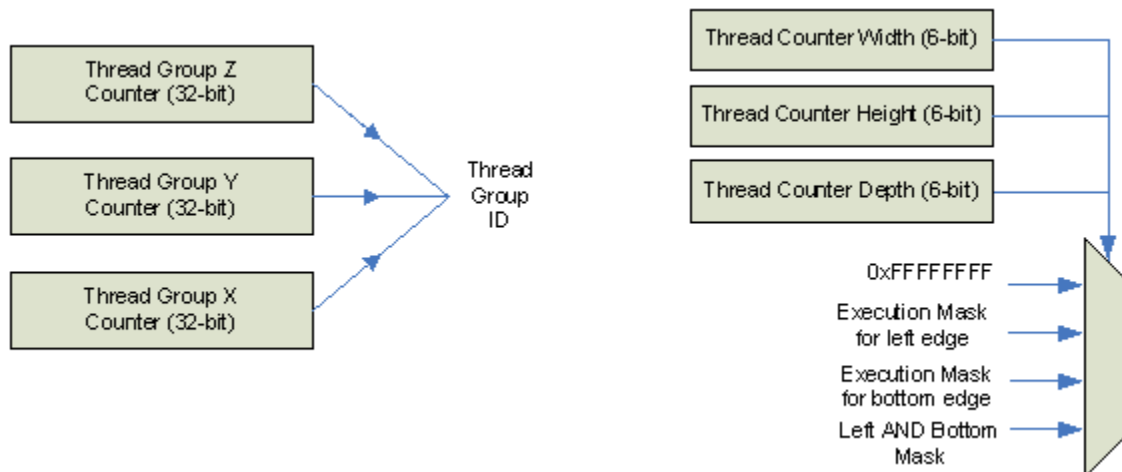 Thread Group Z
Counter (32-bit)
Thread Group Y
Counter (32-bit)
Thread Group X
Counter (32-bit)
Thread
Group
ID
Thread Counter Width (6-bit)
Thread Counter Height (6-bit)
Thread Counter Depth (6-bit)
0xFFFFFFFF
Execution Mask
for left edge
Execution Mask
for bottom edge
Left AND Bottom
Mask